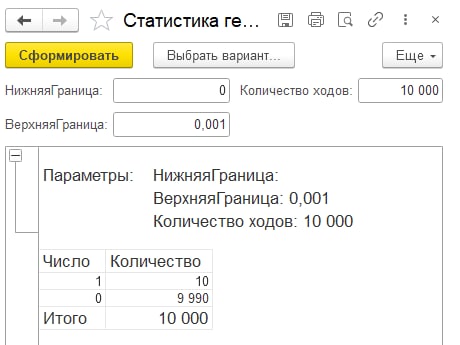 Статистика ге...
Сформировать Выбрать вариант... Еще
НижняяГраница: 0 Количество ходов: 10 000
ВерхняяГраница: 0,001
Параметры: НижняяГраница:
ВерхняяГраница: 0,001
Количество ходов: 10 000
Число Количество
1 10
0 9 990
Итого 10 000